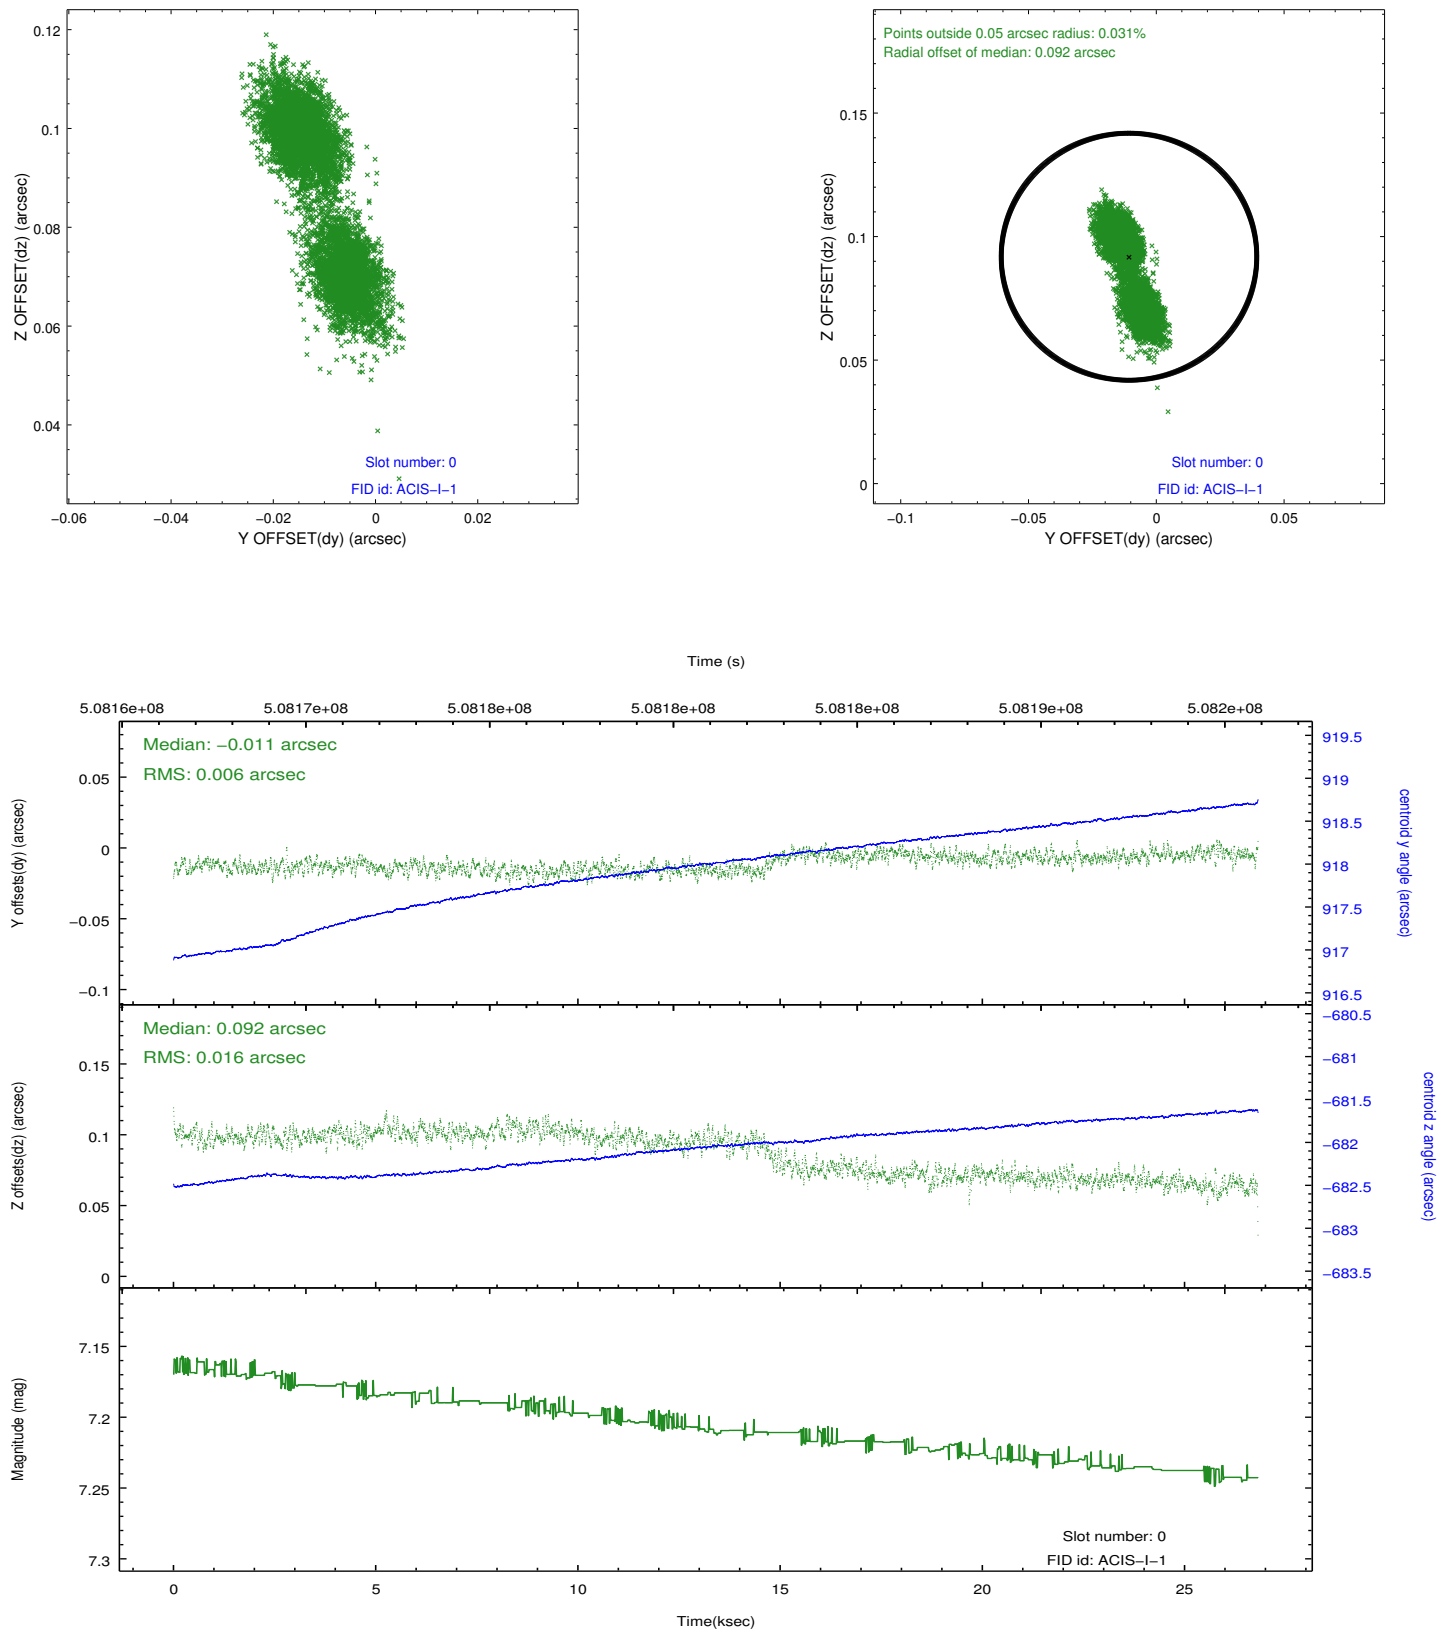 0.12
0.1
0.08
0.06
0.04
Z OFFSET(dz) (arcsec)
Slot number: 0
FID id: ACIS−I−1
−0.06
−0.04
−0.02
0
0.02
Y OFFSET(dy) (arcsec)
Points outside 0.05 arcsec radius: 0.031%
Radial offset of median: 0.092 arcsec
0.15
0.1
0.05
0
Z OFFSET(dz) (arcsec)
Slot number: 0
FID id: ACIS−I−1
−0.1
−0.05
0
0.05
Y OFFSET(dy) (arcsec)
Time (s)
5.0816e+08
5.0817e+08
5.0818e+08
5.0818e+08
5.0818e+08
5.0819e+08
5.082e+08
Median: −0.011 arcsec
RMS: 0.006 arcsec
0.05
0
−0.05
−0.1
Y offsets(dy) (arcsec)
919.5
919
918.5
918
917.5
917
916.5
centroid y angle (arcsec)
Median: 0.092 arcsec
RMS: 0.016 arcsec
0.15
0.1
0.05
0
Z offsets(dz) (arcsec)
−680.5
−681
−681.5
−682
−682.5
−683
−683.5
centroid z angle (arcsec)
7.15
7.2
7.25
7.3
Magnitude (mag)
Slot number: 0
FID id: ACIS−I−1
0
5
10
15
20
25
Time(ksec)